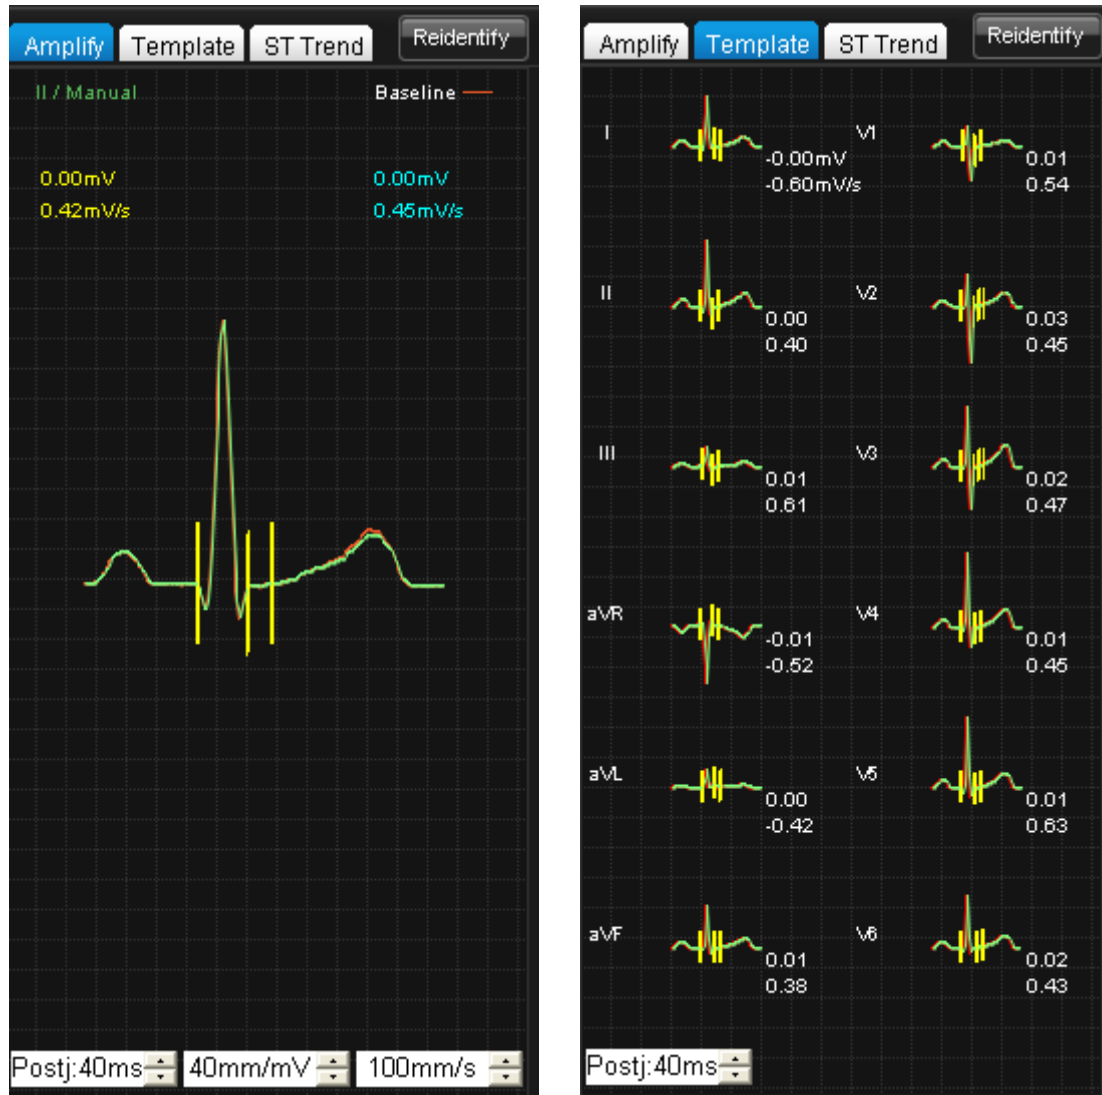 Amplify Template ST Trend Reidentify
II / Manual Baseline
0.00mV 0.00mV
0.42mV/s 0.45mV/s
Postj:40ms 40mm/mV 100mm/s
Amplify Template ST Trend Reidentify
I V1
-0.00mV 0.01
-0.60mV/s 0.54
II V2
0.00 0.03
0.40 0.45
III V3
0.01 0.02
0.61 0.47
aVR V4
-0.01 0.01
-0.52 0.45
aVL V5
0.00 0.01
-0.42 0.63
aVF V6
0.01 0.02
0.38 0.43
Postj:40ms